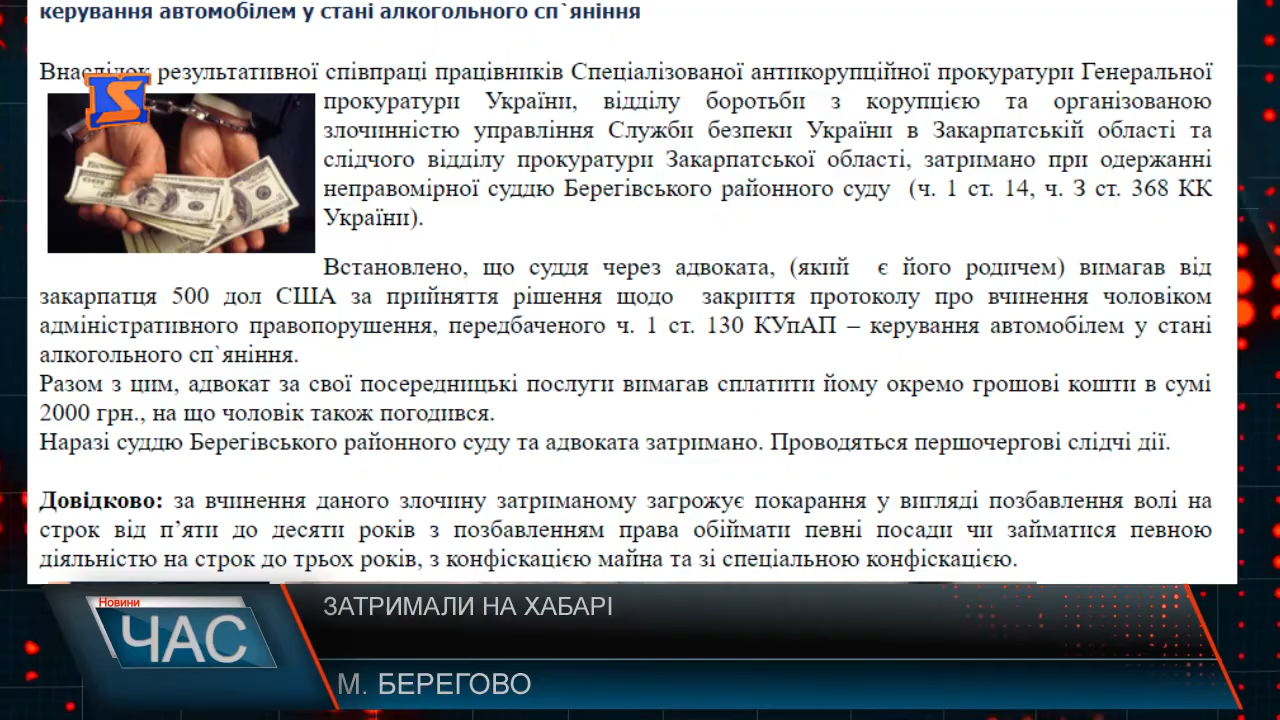 керування автомобілем у стані алкогольного сп`яніння
Внаслідок результативної співпраці працівників Спеціалізованої антикорупційної прокуратури Генеральної
прокуратури України, відділу боротьби з корупцією та організованою
злочинністю управління Служби безпеки України в Закарпатській області та
слідчого відділу прокуратури Закарпатської області, затримано при одержанні
неправомірної суддю Берегівського районного суду (ч. 1 ст. 14, ч. 3 ст. 368 КК
України).
Встановлено, що суддя через адвоката, (який є його родичем) вимагав від
закарпатця 500 дол США за прийняття рішення щодо закриття протоколу про вчинення чоловіком
адміністративного правопорушення, передбаченого ч. 1 ст. 130 КУпАП – керування автомобілем у стані
алкогольного сп`яніння.
Разом з цим, адвокат за свої посередницькі послуги вимагав сплатити йому окремо грошові кошти в сумі
2000 грн., на що чоловік також погодився.
Наразі суддю Берегівського районного суду та адвоката затримано. Проводяться першочергові слідчі дії.
Довідково: за вчинення даного злочину затриманому загрожує покарання у вигляді позбавлення волі на
строк від п’яти до десяти років з позбавленням права обіймати певні посади чи займатися певною
діяльністю на строк до трьох років, з конфіскацією майна та зі спеціальною конфіскацією.
Новини
ЧАС
ЗАТРИМАЛИ НА ХАБАРІ
М. БЕРЕГОВО